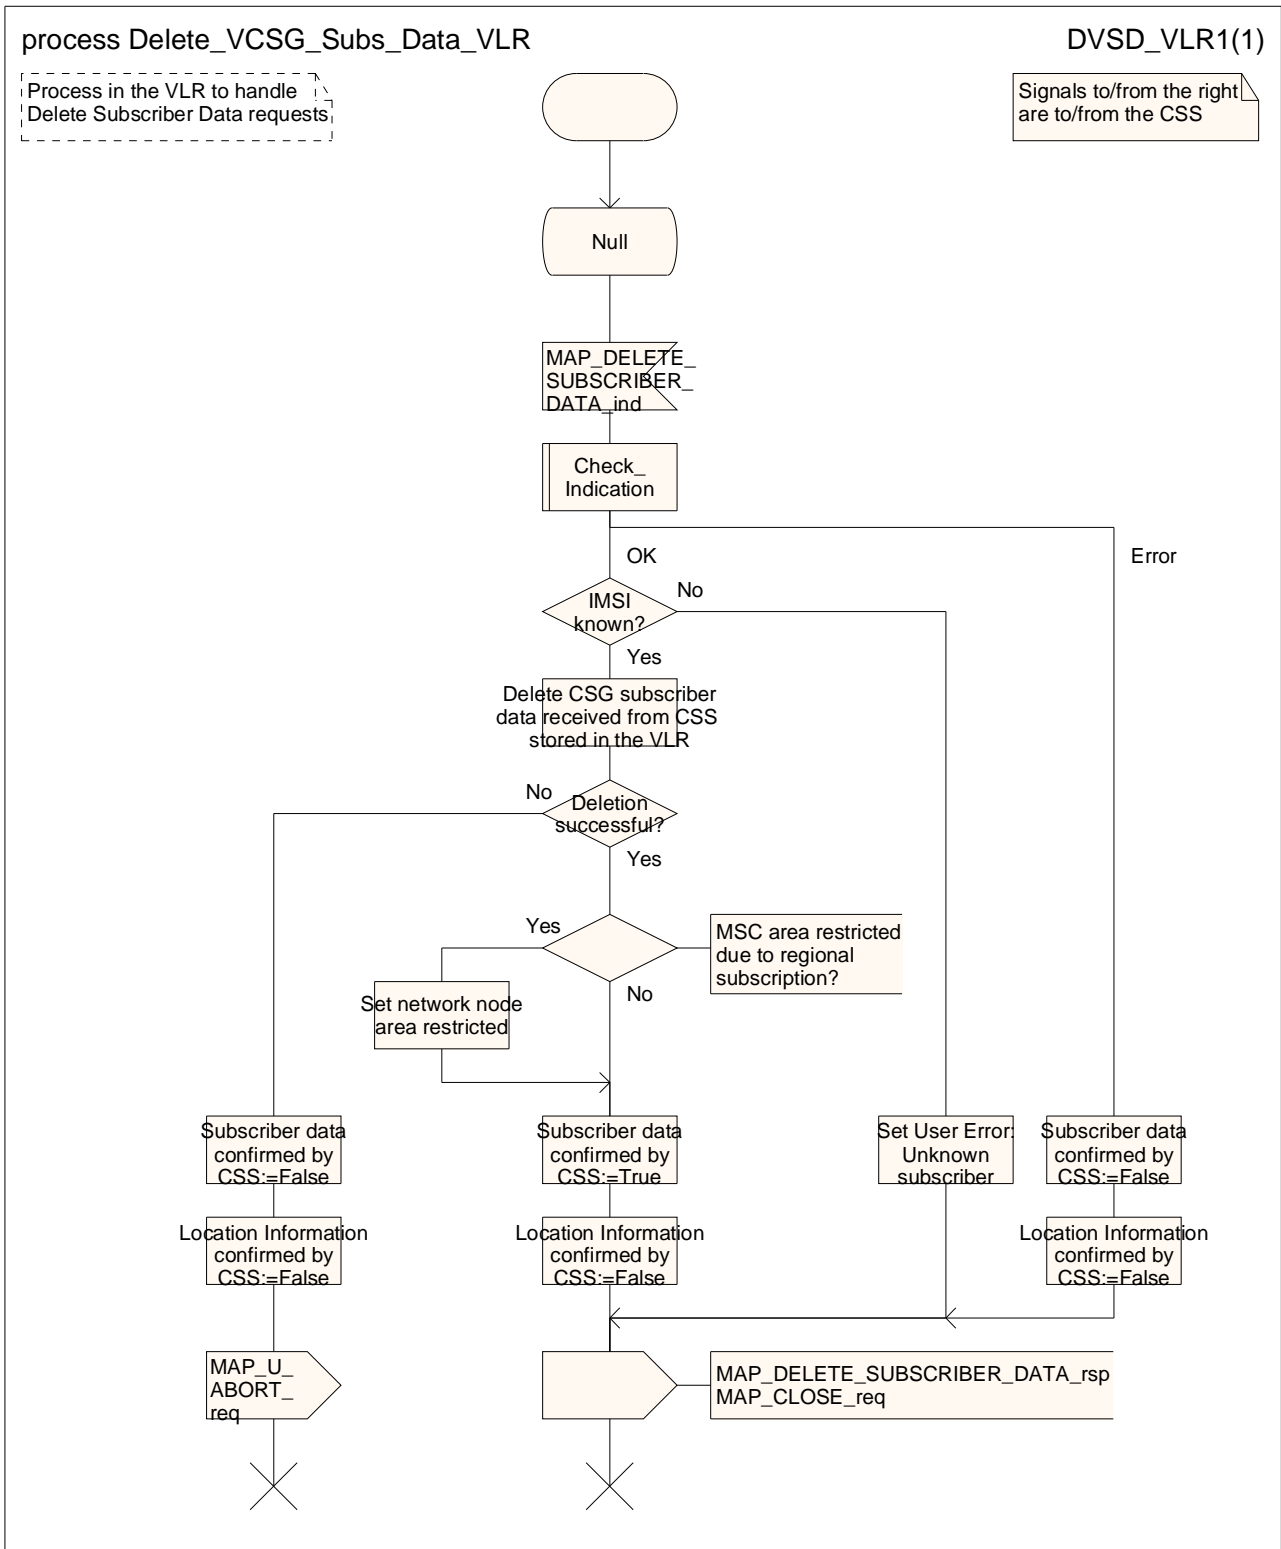 process Delete_VCSG_Subs_Data_VLR
DVSD_VLR1(1)
Process in the VLR to handle
Delete Subscriber Data requests
Signals to/from the right
are to/from the CSS
Null
MAP_DELETE_
SUBSCRIBER_
DATA_ind
Check_
Indication
OK
Error
IMSI
known?
No
Yes
Delete CSG subscriber
data received from CSS
stored in the VLR
No
Deletion
successful?
Yes
Yes
MSC area restricted
due to regional
subscription?
No
Set network node
area restricted
Subscriber data
confirmed by
CSS:=False
Subscriber data
confirmed by
CSS:=True
Set User Error:
Unknown
subscriber
Subscriber data
confirmed by
CSS:=False
Location Information
confirmed by
CSS:=False
Location Information
confirmed by
CSS:=False
Location Information
confirmed by
CSS:=False
MAP_U_
ABORT_
req
MAP_DELETE_SUBSCRIBER_DATA_rsp
MAP_CLOSE_req